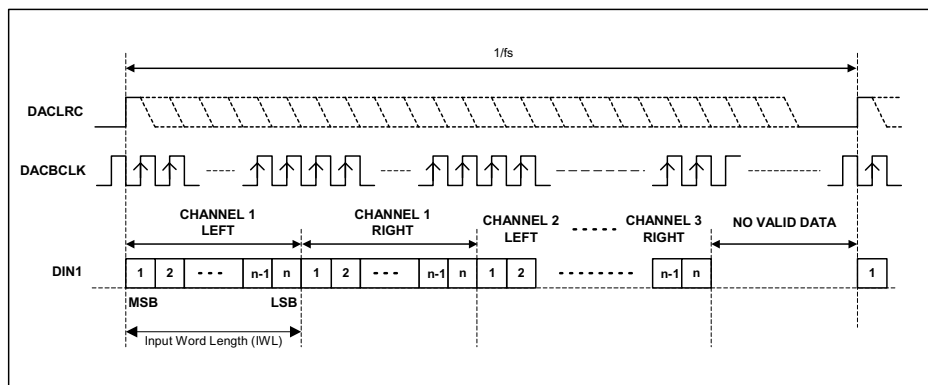 1/fs
DACLRC
DACBCLK
CHANNEL 1
LEFT
CHANNEL 1
RIGHT
CHANNEL 2
LEFT
CHANNEL 3
RIGHT
NO VALID DATA
DIN1
1 2 n-1 n 1 2 n-1 n 1 2 n-1 n 1
MSB LSB
Input Word Length (IWL)